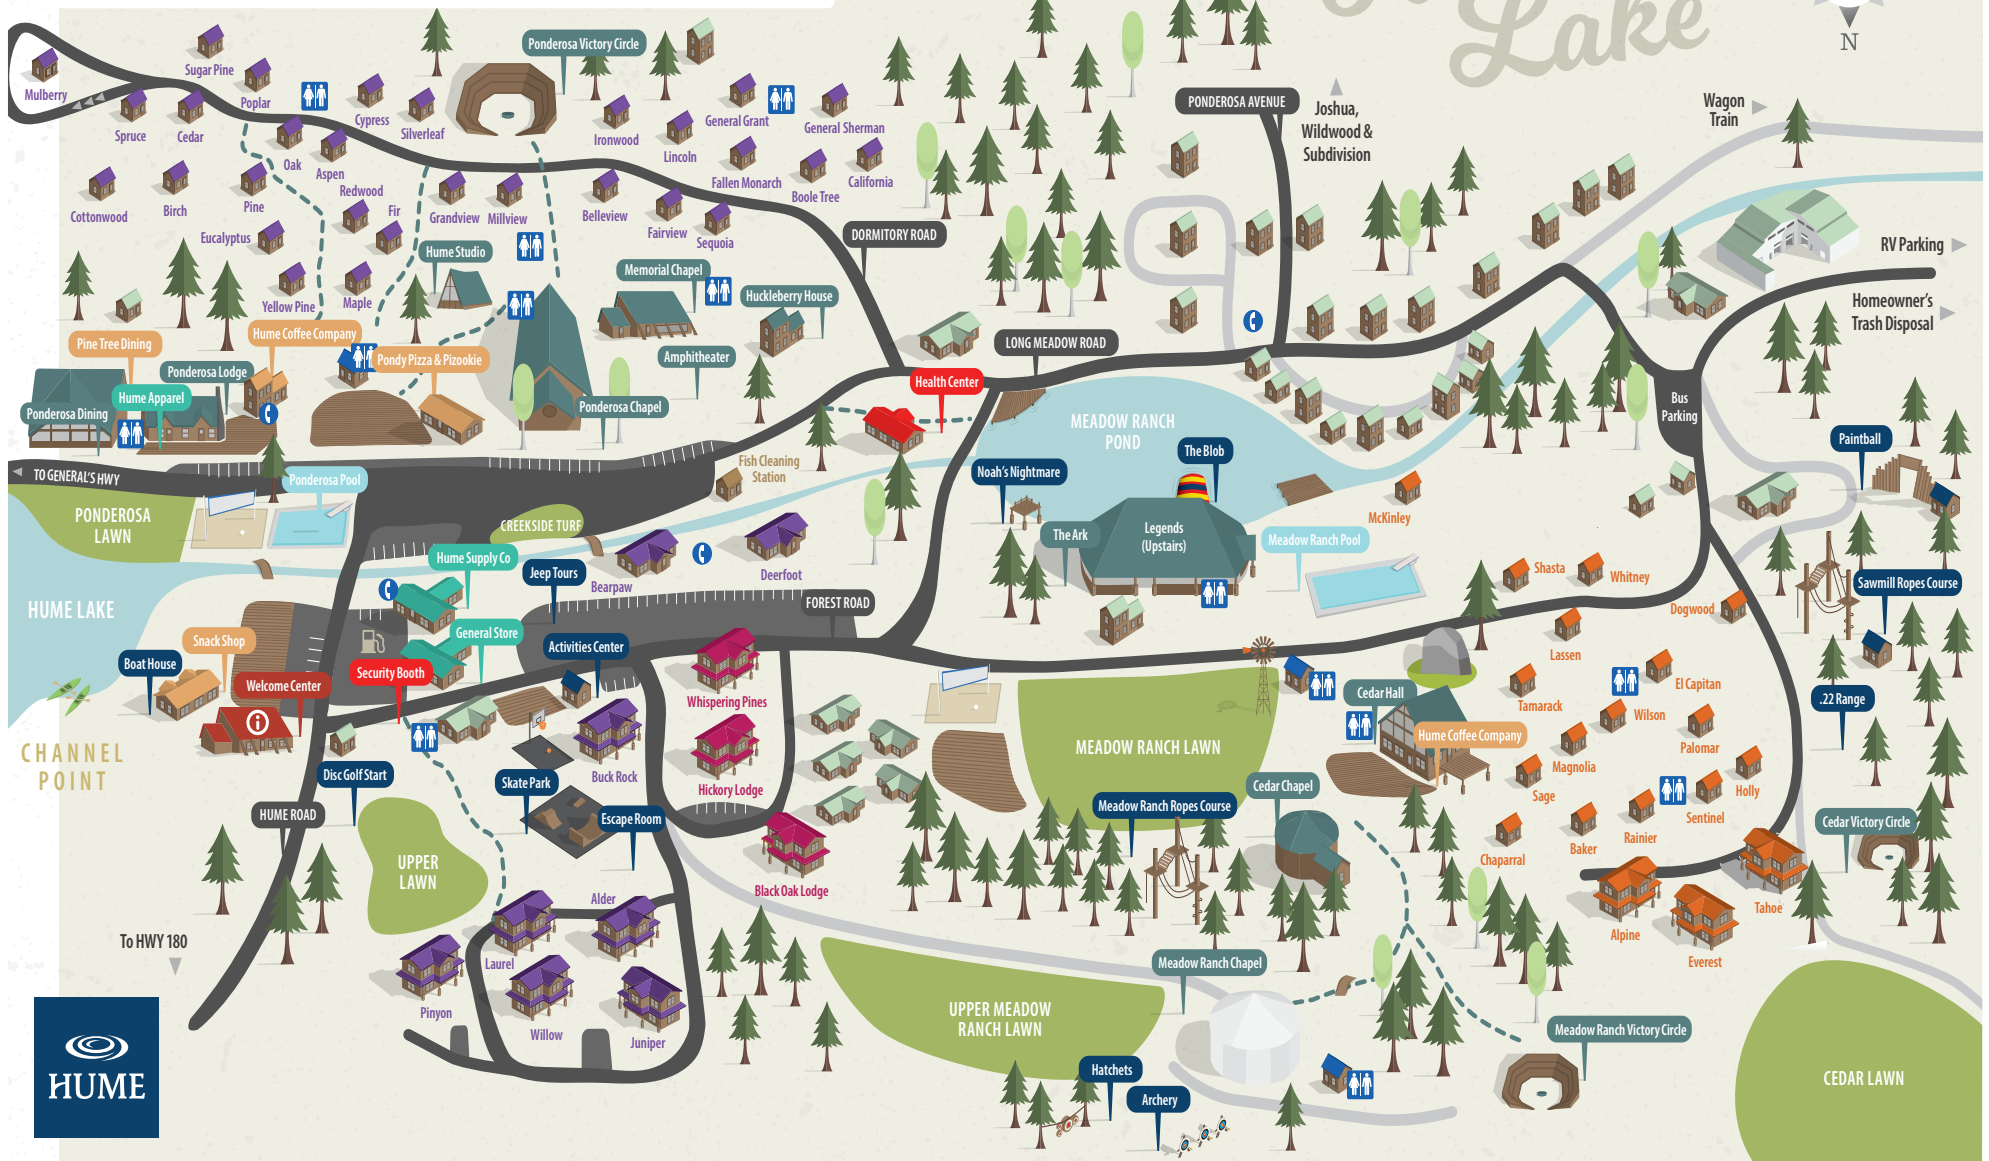 Lake
N
Ponderosa Victory Circle
Sugar Pine
Mulberry
Poplar
Spruce
Cedar
Cypress
Silverleaf
Ironwood
General Grant
General Sherman
PONDEROSA AVENUE
Joshua,
Wildwood &
Subdivision
Wagon
Train
Oak
Aspen
Lincoln
Fallen Monarch
Boole Tree
California
Cottonwood
Birch
Pine
Redwood
Fir
Grandview
Millview
Belleview
Fairview
Sequoia
Eucalyptus
DORMITORY ROAD
RV Parking
Hume Studio
Memorial Chapel
Huckleberry House
Yellow Pine
Maple
Homeowner's
Trash Disposal
Pine Tree Dining
Hume Coffee Company
Pondy Pizza & Pizookie
Amphitheater
LONG MEADOW ROAD
Ponderosa Lodge
Health Center
Hume Apparel
Ponderosa Dining
Ponderosa Chapel
MEADOW RANCH
POND
Bus
Parking
Paintball
The Blob
Fish Cleaning
Station
Noah's Nightmare
TO GENERAL'S HWY
Ponderosa Pool
PONDEROSA
LAWN
CREEKSIDE TURF
McKinley
The Ark
Legends
(Upstairs)
Meadow Ranch Pool
Hume Supply Co
Jeep Tours
Bearpaw
Deerfoot
Shasta
Whitney
Sawmill Ropes Course
HUME LAKE
FOREST ROAD
Dogwood
Snack Shop
General Store
Activities Center
Boat House
Security Booth
Welcome Center
Lassen
Whispering Pines
Cedar Hall
El Capitan
Tamarack
Wilson
.22 Range
CHANNEL
POINT
Hume Coffee Company
MEADOW RANCH LAWN
Palomar
Magnolia
Disc Golf Start
Skate Park
Buck Rock
Hickory Lodge
Cedar Chapel
Sage
Holly
HUME ROAD
Escape Room
Meadow Ranch Ropes Course
Sentinel
Cedar Victory Circle
Rainier
Baker
Chaparral
UPPER
LAWN
Black Oak Lodge
Alder
Tahoe
Alpine
Everest
To HWY 180
Laurel
Meadow Ranch Chapel
Pinyon
Willow
Juniper
UPPER MEADOW
RANCH LAWN
Meadow Ranch Victory Circle
HUME
Hatchets
Archery
CEDAR LAWN